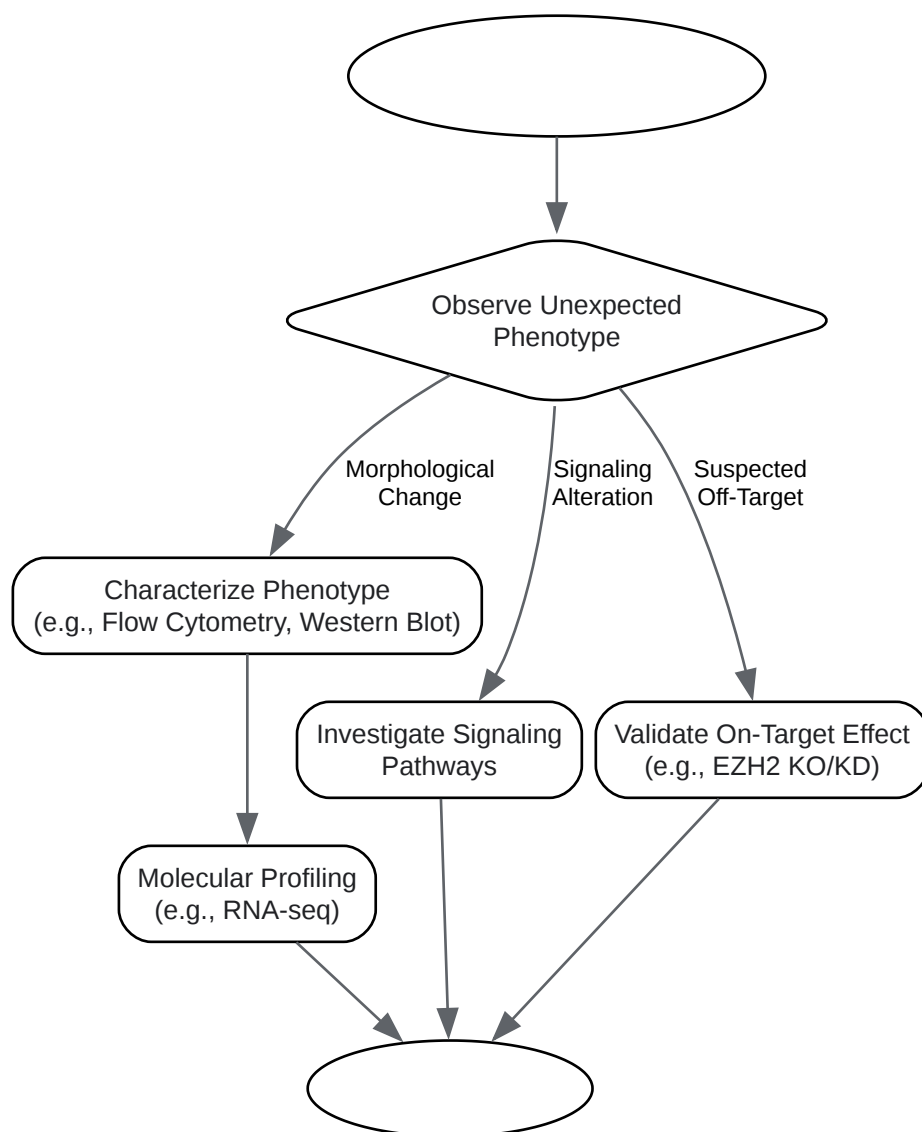 Observe Unexpected
Phenotype
Morphological
Change
Signaling
Alteration
Suspected
Off-Target
Characterize Phenotype
(e.g., Flow Cytometry, Western Blot)
Investigate Signaling
Pathways
Validate On-Target Effect
(e.g., EZH2 KO/KD)
Molecular Profiling
(e.g., RNA-seq)